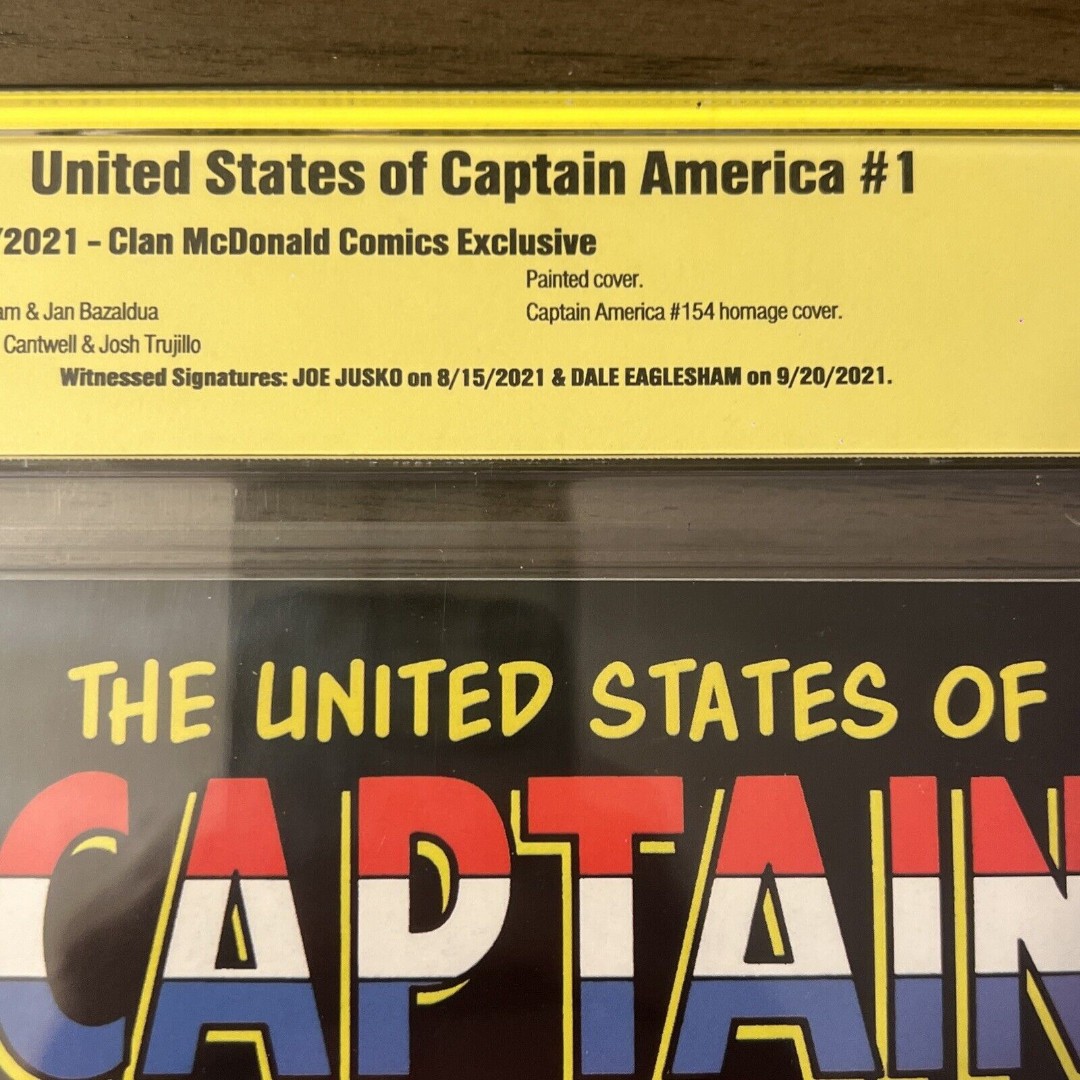 United States of Captain America #1
/2021 - Clan McDonald Comics Exclusive
Painted cover.
am & Jan Bazaldua
Captain America #154 homage cover.
Cantwell & Josh Trujillo
Witnessed Signatures: JOE JUSKO on 8/15/2021 & DALE EAGLESHAM on 9/20/2021.
THE UNITED STATES OF
CAPTAIN